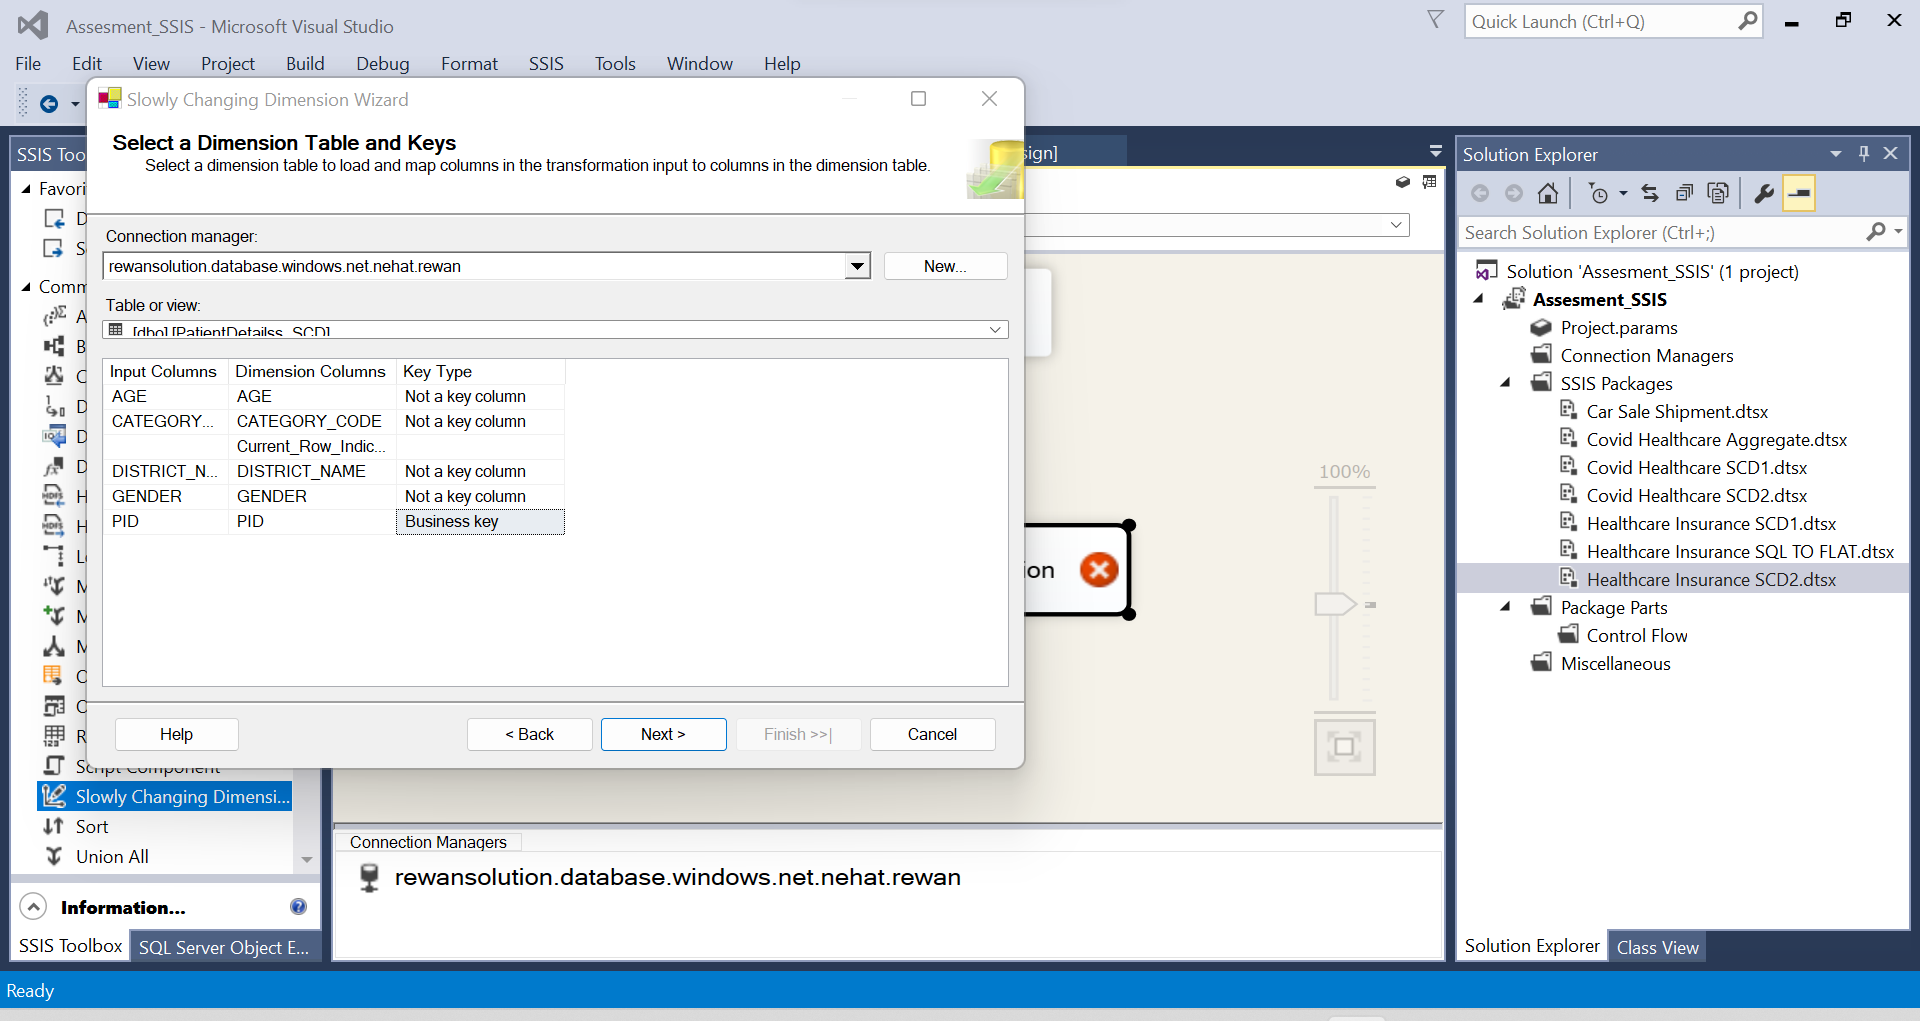 Assesment_SSIS - Microsoft Visual Studio
Quick Launch (Ctrl+Q)
File Edit View Project Build Debug Format SSIS Tools Window Help
Slowly Changing Dimension Wizard
Select a Dimension Table and Keys
Select a dimension table to load and map columns in the transformation input to columns in the dimension table.
Connection manager:
rewansolution.database.windows.net.nehat.rewan
New...
Table or view:
[dbo].[PatientDetailss_SCD]
Input Columns Dimension Columns Key Type
AGE AGE Not a key column
CATEGORY... CATEGORY_CODE Not a key column
Current_Row_Indic...
DISTRICT_N... DISTRICT_NAME Not a key column
GENDER GENDER Not a key column
PID PID Business key
Help
< Back
Next >
Finish >>|
Cancel
SSIS Too
Favori
D
S
Comm
A
B
C
D
D
D
H
H
L
M
M
M
C
C
R
Script Component
Slowly Changing Dimensi...
Sort
Union All
Information...
SSIS Toolbox
SQL Server Object E...
sign]
ion
100%
Connection Managers
rewansolution.database.windows.net.nehat.rewan
Solution Explorer
Search Solution Explorer (Ctrl+;)
Solution 'Assesment_SSIS' (1 project)
Assesment_SSIS
Project.params
Connection Managers
SSIS Packages
Car Sale Shipment.dtsx
Covid Healthcare Aggregate.dtsx
Covid Healthcare SCD1.dtsx
Covid Healthcare SCD2.dtsx
Healthcare Insurance SCD1.dtsx
Healthcare Insurance SQL TO FLAT.dtsx
Healthcare Insurance SCD2.dtsx
Package Parts
Control Flow
Miscellaneous
Solution Explorer
Class View
Ready